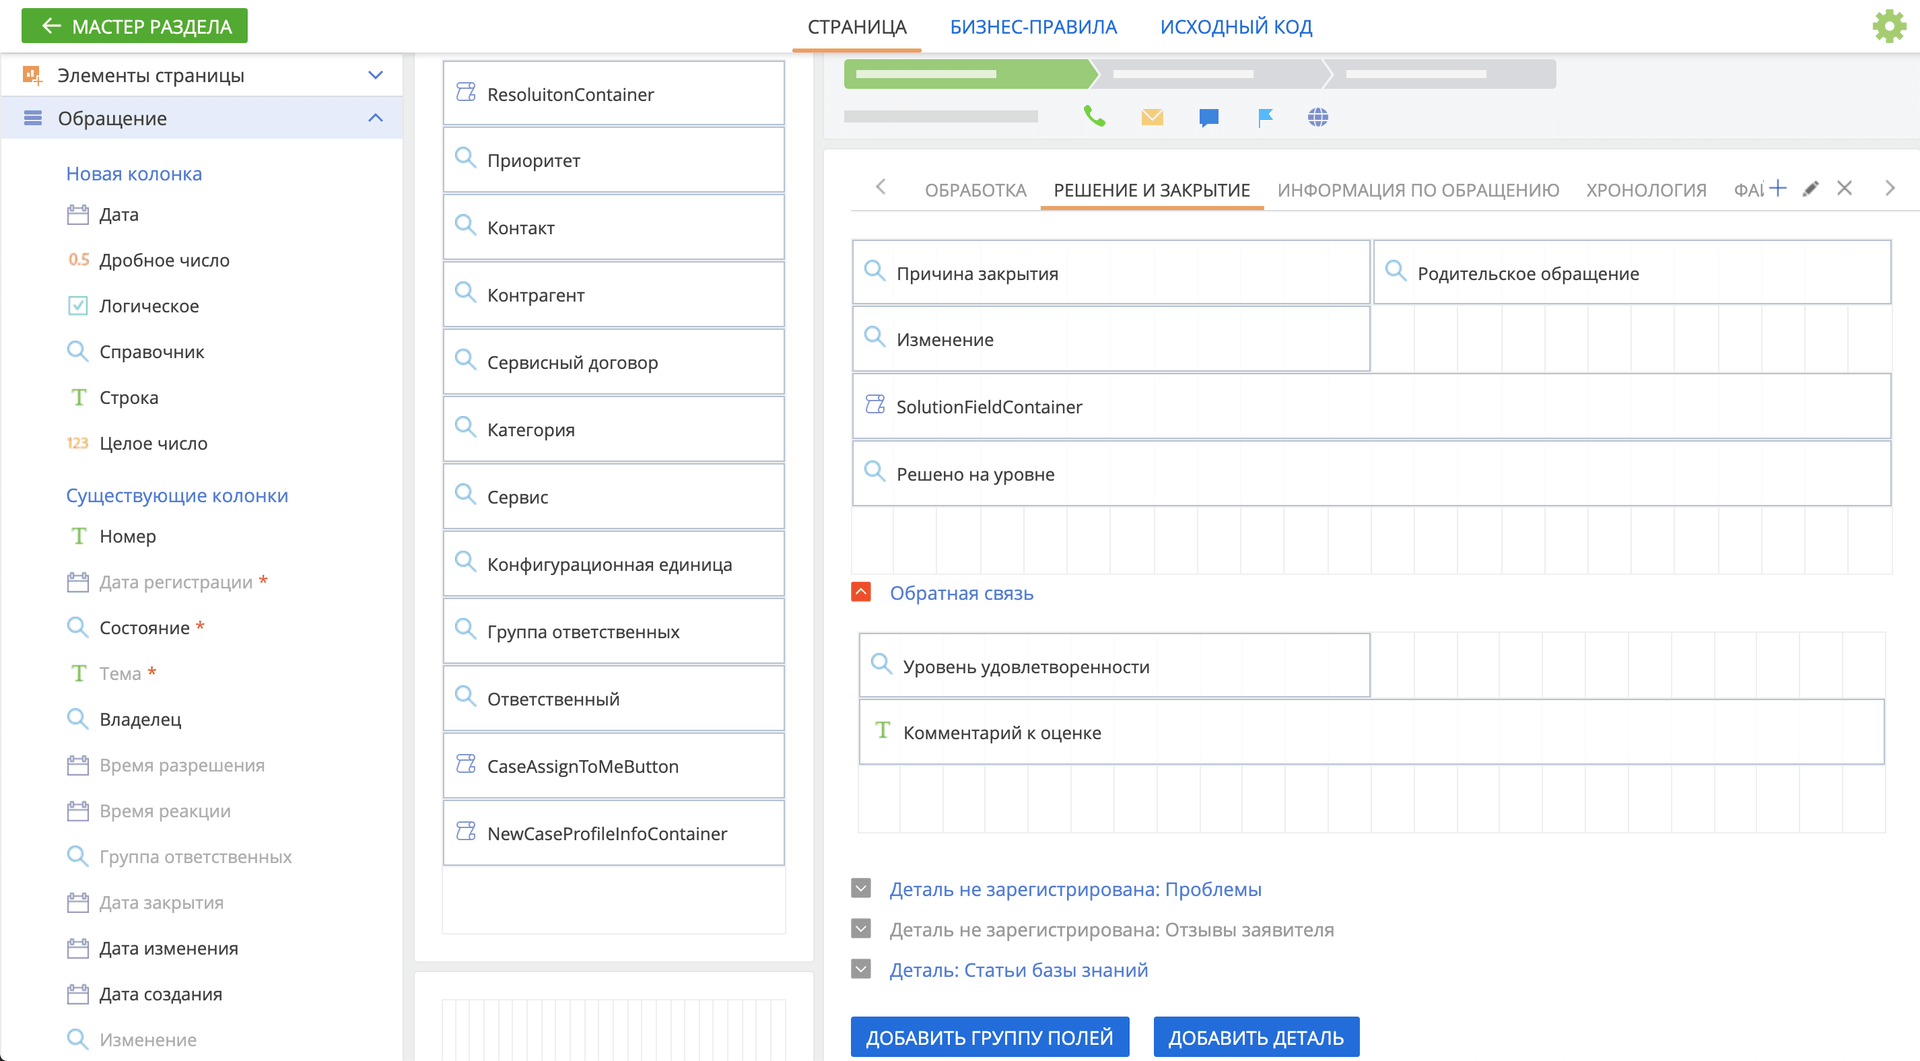 МАСТЕР РАЗДЕЛА
СТРАНИЦА
БИЗНЕС-ПРАВИЛА
ИСХОДНЫЙ КОД
Элементы страницы
Обращение
Новая колонка
Дата
0.5 Дробное число
Логическое
Справочник
T Строка
123 Целое число
Существующие колонки
T Номер
Дата регистрации *
Состояние *
T Тема *
Владелец
Время разрешения
Время реакции
Группа ответственных
Дата закрытия
Дата изменения
Дата создания
Изменение
ResoluitonContainer
Приоритет
Контакт
Контрагент
Сервисный договор
Категория
Сервис
Конфигурационная единица
Группа ответственных
Ответственный
CaseAssignToMeButton
NewCaseProfileInfoContainer
ОБРАБОТКА
РЕШЕНИЕ И ЗАКРЫТИЕ
ИНФОРМАЦИЯ ПО ОБРАЩЕНИЮ
ХРОНОЛОГИЯ
Причина закрытия
Родительское обращение
Изменение
SolutionFieldContainer
Решено на уровне
Обратная связь
Уровень удовлетворенности
T Комментарий к оценке
Деталь не зарегистрирована: Проблемы
Деталь не зарегистрирована: Отзывы заявителя
Деталь: Статьи базы знаний
ДОБАВИТЬ ГРУППУ ПОЛЕЙ
ДОБАВИТЬ ДЕТАЛЬ